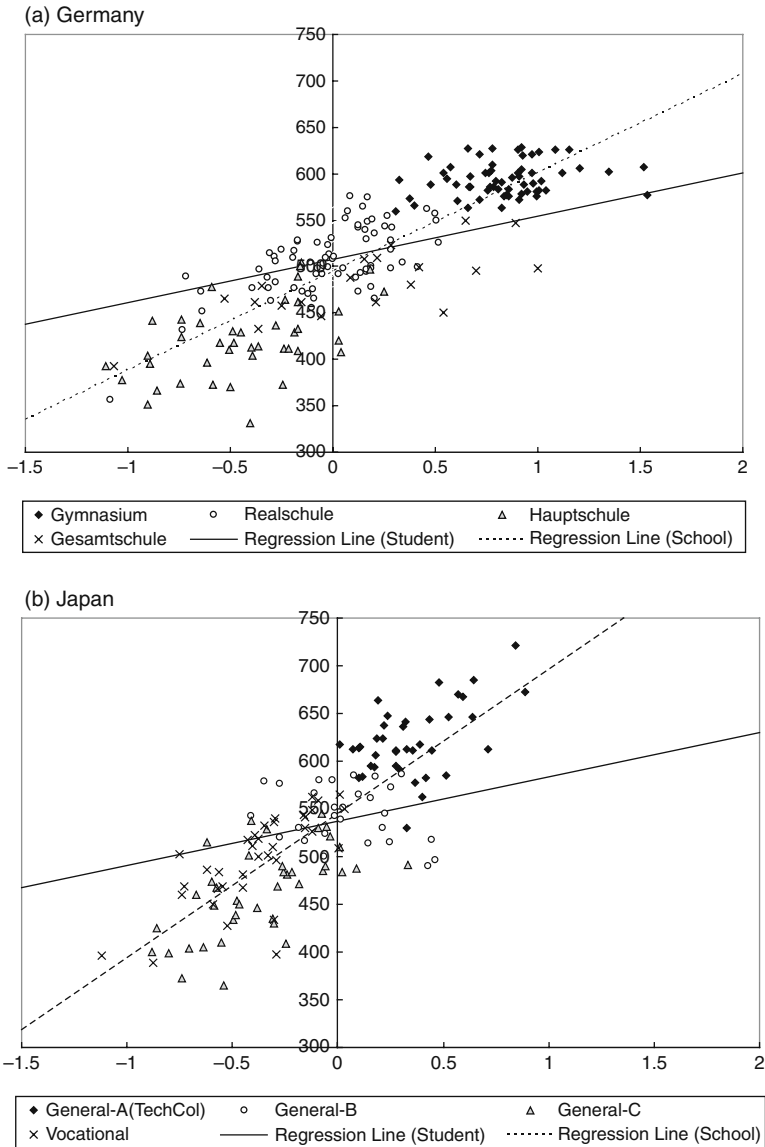 (a) Germany
750
700
650
600
550
500
450
400
350
300
–1.5 –1 –0.5 0 0.5 1 1.5 2
Gymnasium Realschule Hauptschule
Gesamtschule Regression Line (Student) Regression Line (School)
(b) Japan
750
700
650
600
550
500
450
400
350
300
–1.5 –1 –0.5 0 0.5 1 1.5 2
General-A(TechCol) General-B General-C
Vocational Regression Line (Student) Regression Line (School)